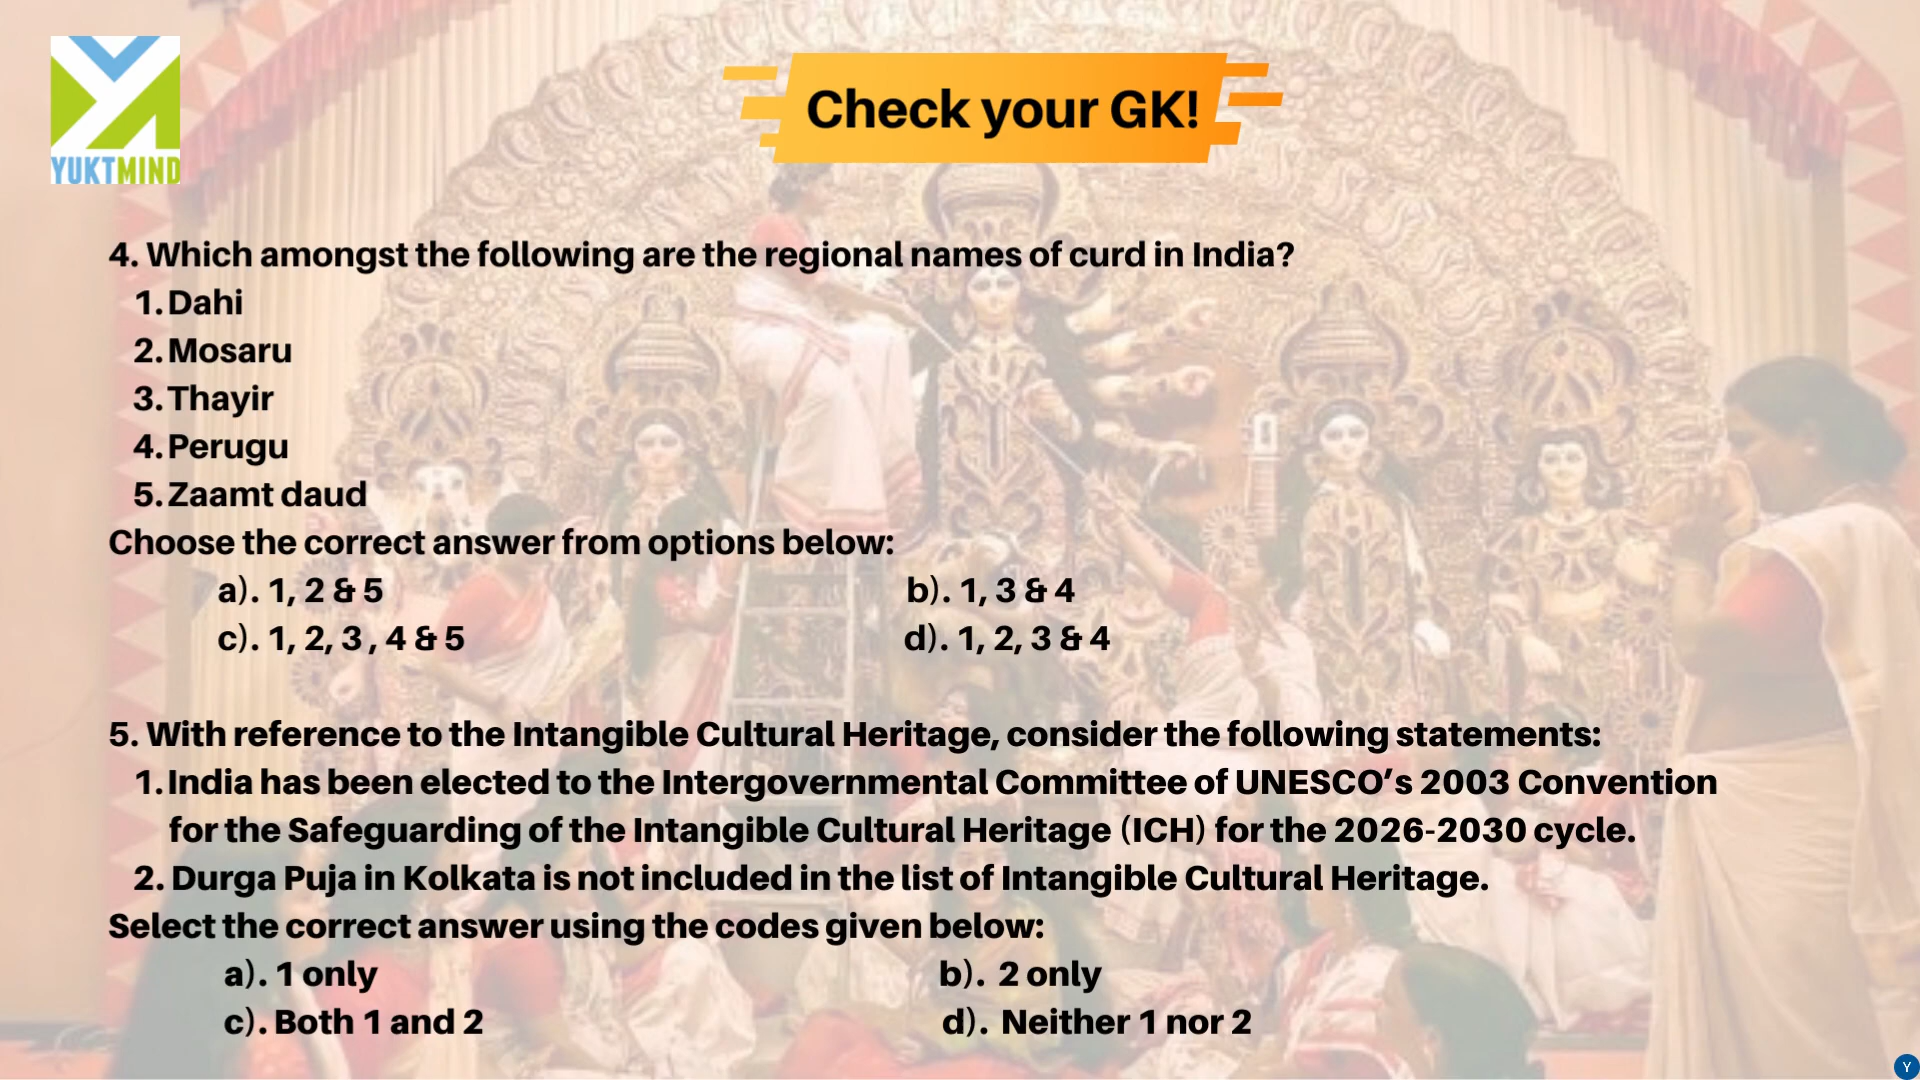 YUKTMIND
Check your GK!
4. Which amongst the following are the regional names of curd in India?
1. Dahi
2. Mosaru
3. Thayir
4. Perugu
5. Zaamt daud
Choose the correct answer from options below:
a). 1, 2 & 5 b). 1, 3 & 4
c). 1, 2, 3 , 4 & 5 d). 1, 2, 3 & 4
5. With reference to the Intangible Cultural Heritage, consider the following statements:
1. India has been elected to the Intergovernmental Committee of UNESCO’s 2003 Convention
for the Safeguarding of the Intangible Cultural Heritage (ICH) for the 2026-2030 cycle.
2. Durga Puja in Kolkata is not included in the list of Intangible Cultural Heritage.
Select the correct answer using the codes given below:
a). 1 only b). 2 only
c). Both 1 and 2 d). Neither 1 nor 2
Y